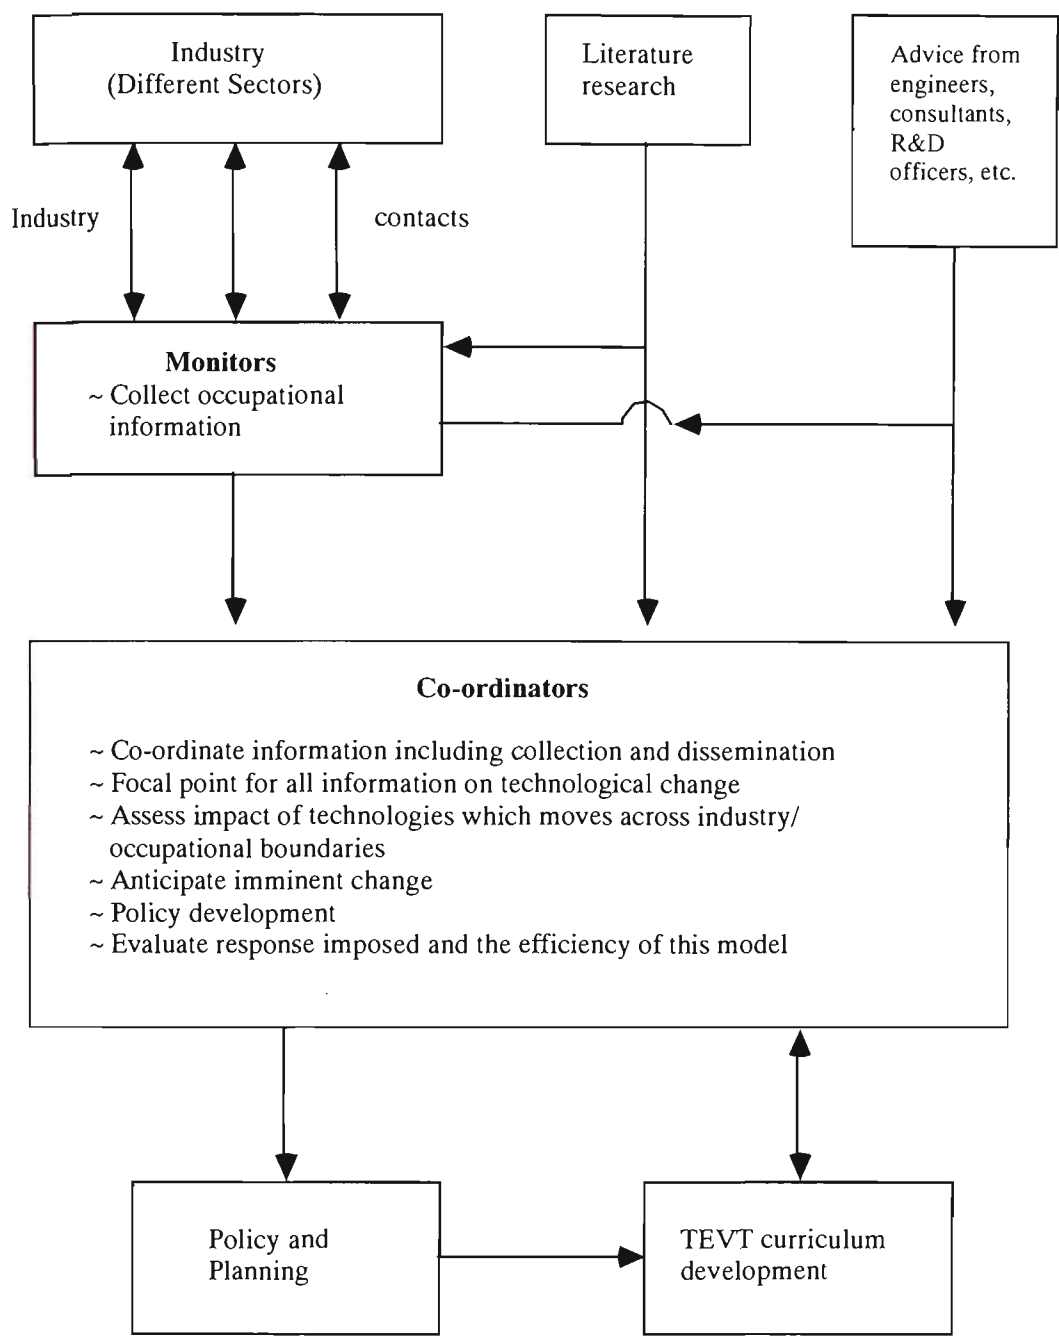 Industry
(Different Sectors)
Literature
research
Advice from
engineers,
consultants,
R&D
officers, etc.
Industry
contacts
Monitors
~ Collect occupational
information
Co-ordinators
~ Co-ordinate information including collection and dissemination
~ Focal point for all information on technological change
~ Assess impact of technologies which moves across industry/
occupational boundaries
~ Anticipate imminent change
~ Policy development
~ Evaluate response imposed and the efficiency of this model
Policy and
Planning
TEVT curriculum
development